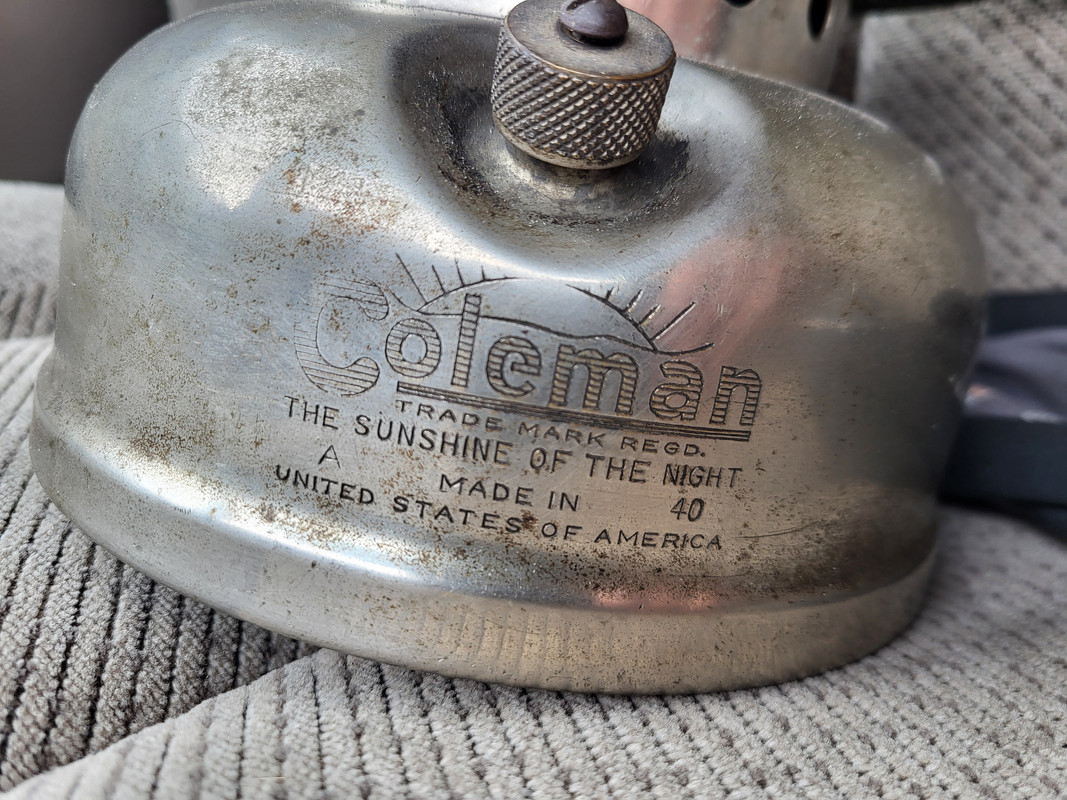 Coleman
TRADE MARK REGD.
THE SUNSHINE OF THE NIGHT
A MADE IN 40
UNITED STATES OF AMERICA